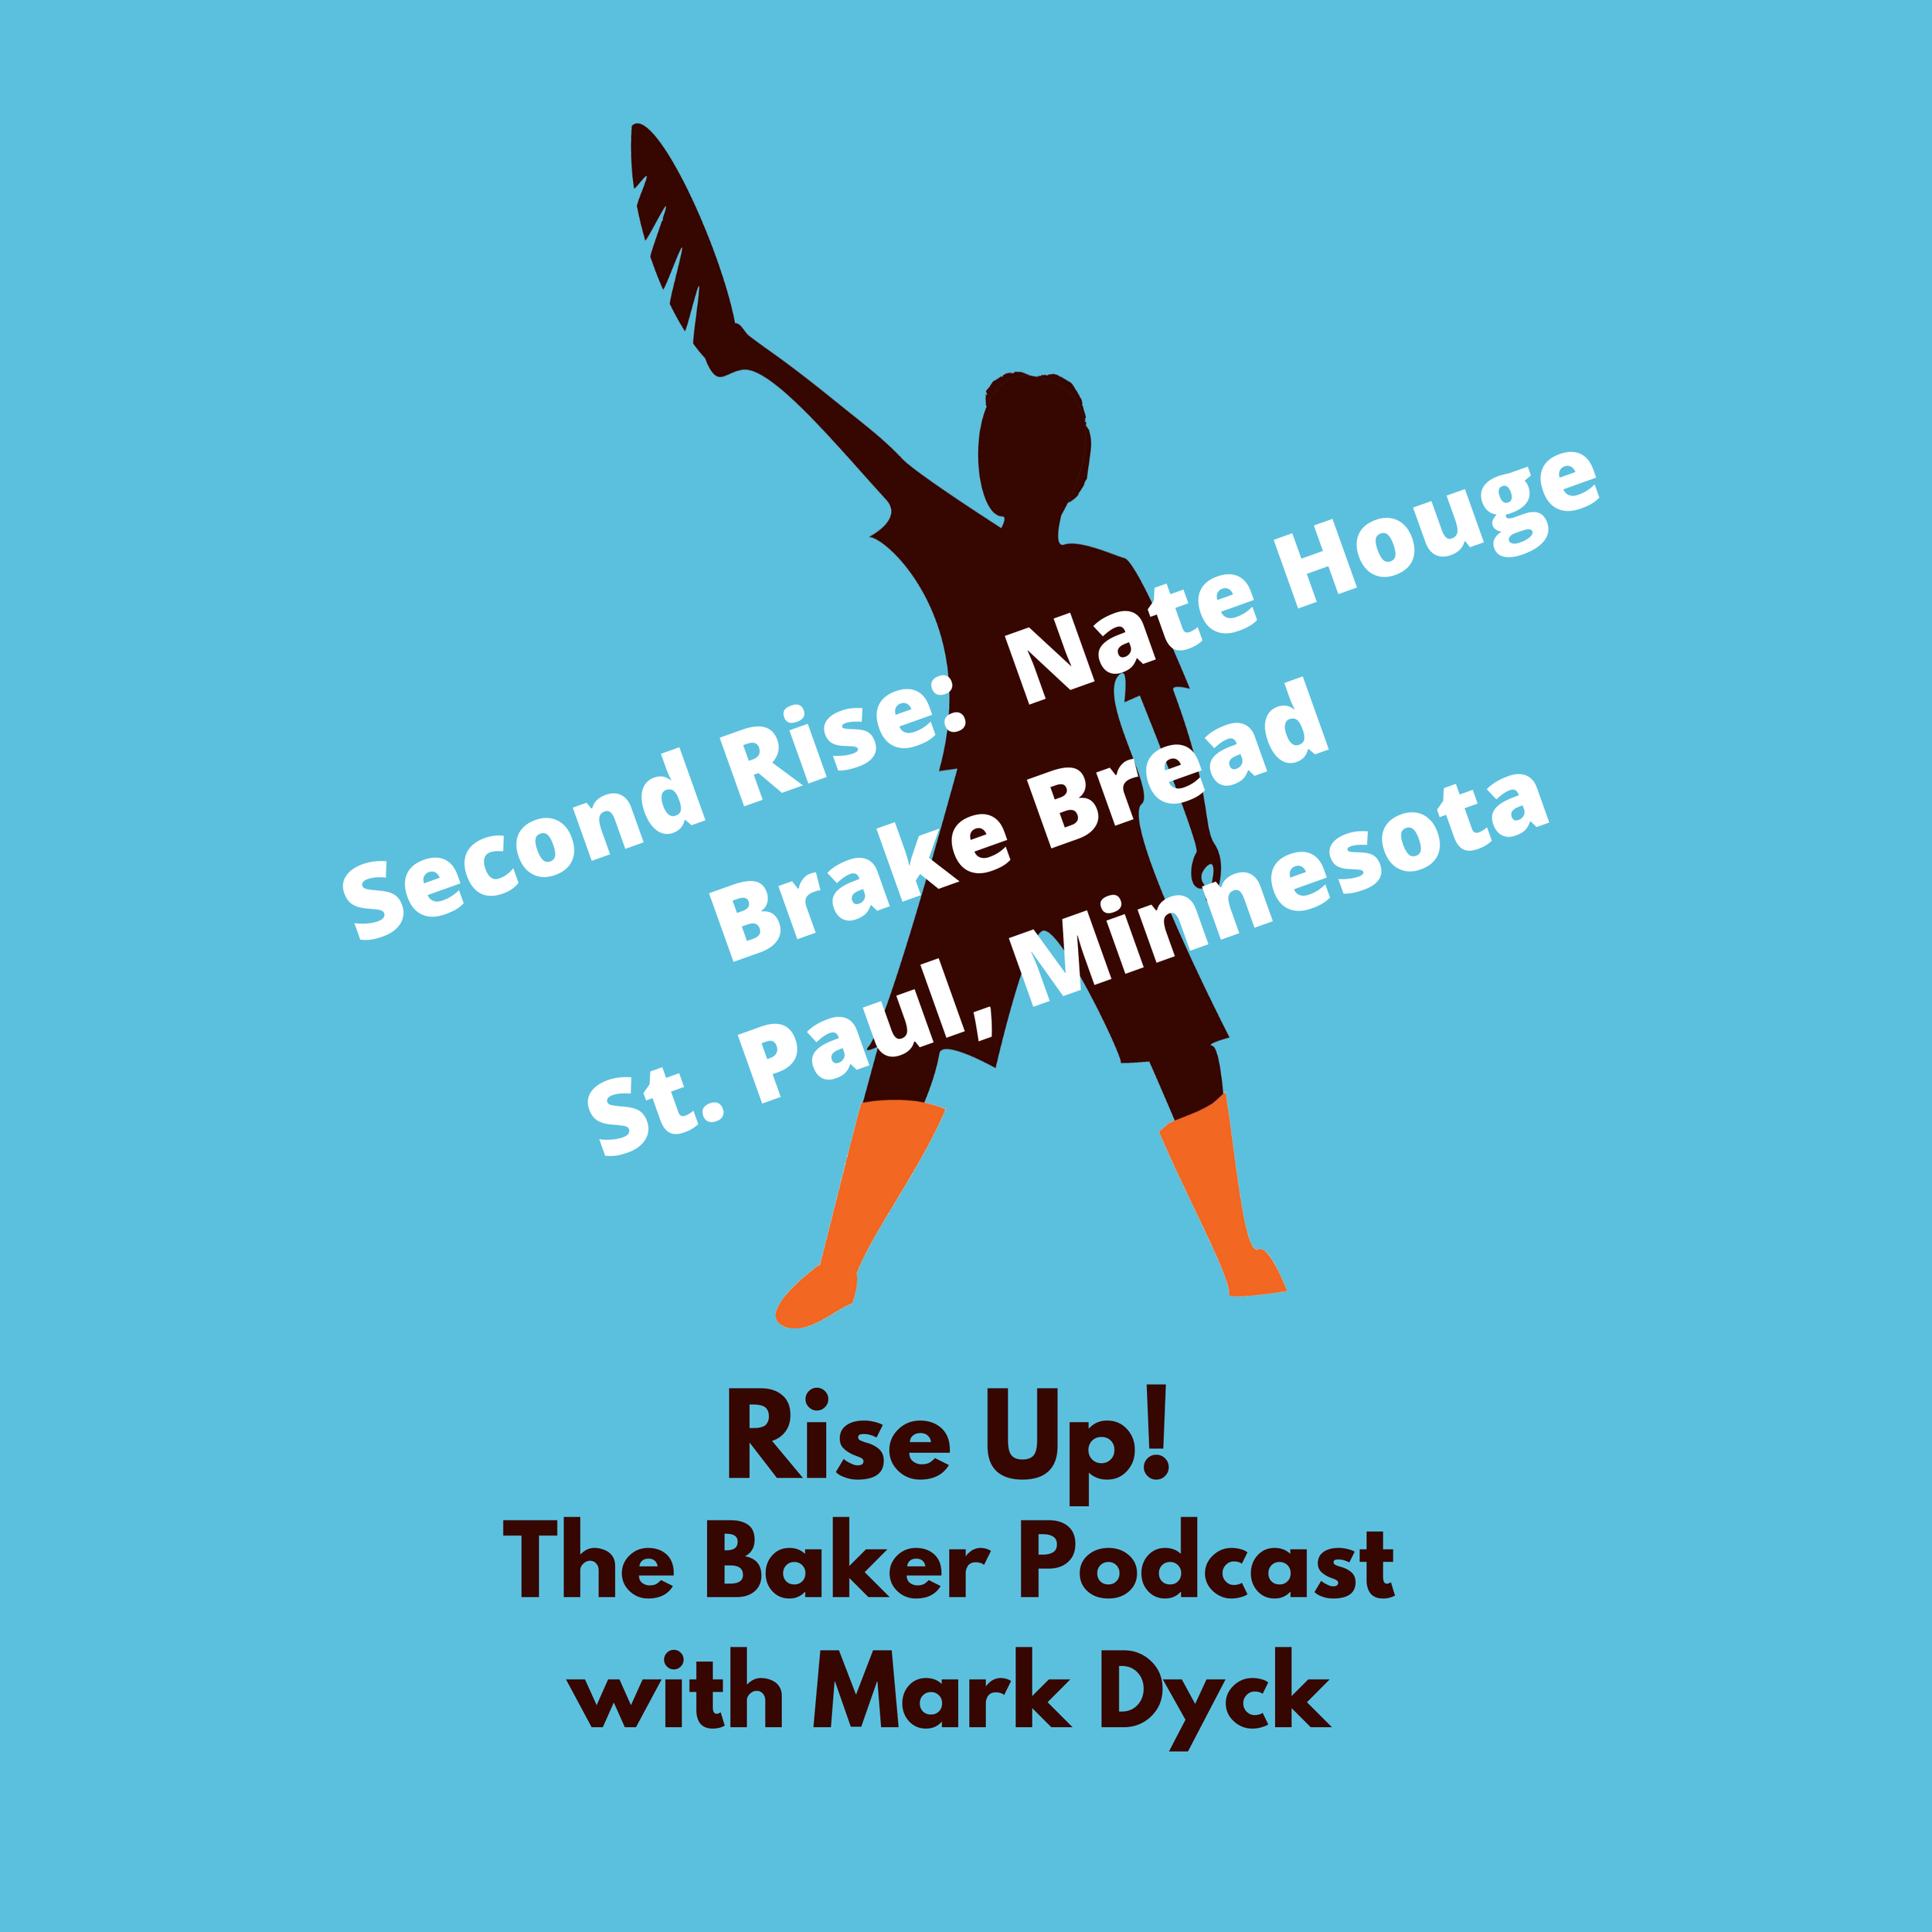 Second Rise: Nate Houge
Brake Bread
St. Paul, Minnesota
Rise Up!
The Baker Podcast
with Mark Dyck